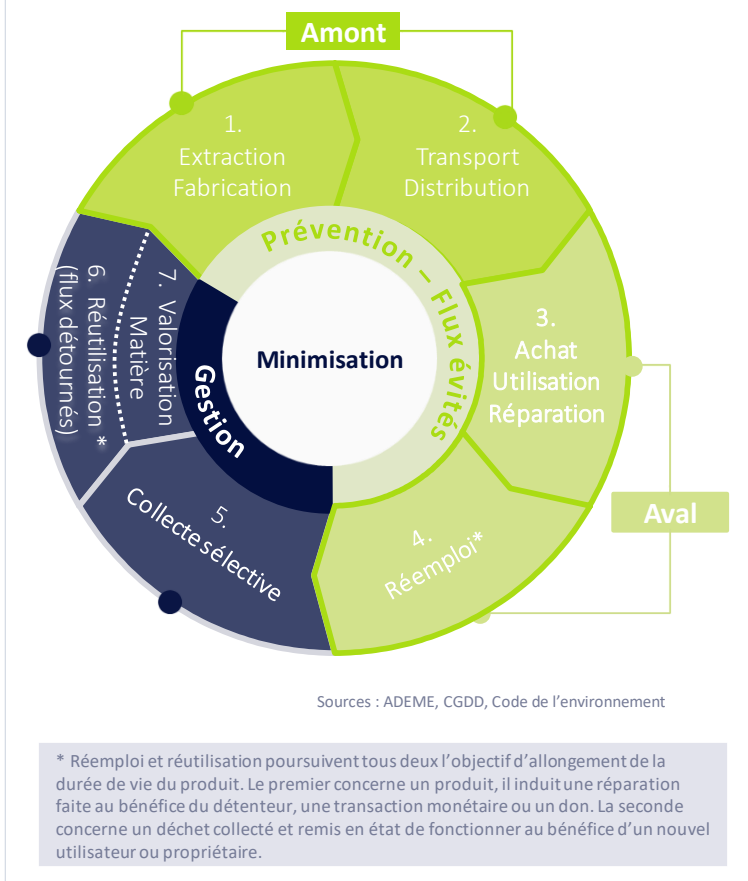 Amont
1.
Extraction
Fabrication
2.
Transport
Distribution
Prévention – Flux évités
3.
Achat
Utilisation
Réparation
Minimisation
Gestion
7. Valorisation
Matière
6. Réutilisation *
(flux détournés)
5.
Collecte sélective
4.
Réemploi*
Aval
Sources : ADEME, CGDD, Code de l'environnement
* Réemploi et réutilisation poursuivent tous deux l'objectif d'allongement de la
durée de vie du produit. Le premier concerne un produit, il induit une réparation
faite au bénéfice du détenteur, une transaction monétaire ou un don. La seconde
concerne un déchet collecté et remis en état de fonctionner au bénéfice d'un nouvel
utilisateur ou propriétaire.